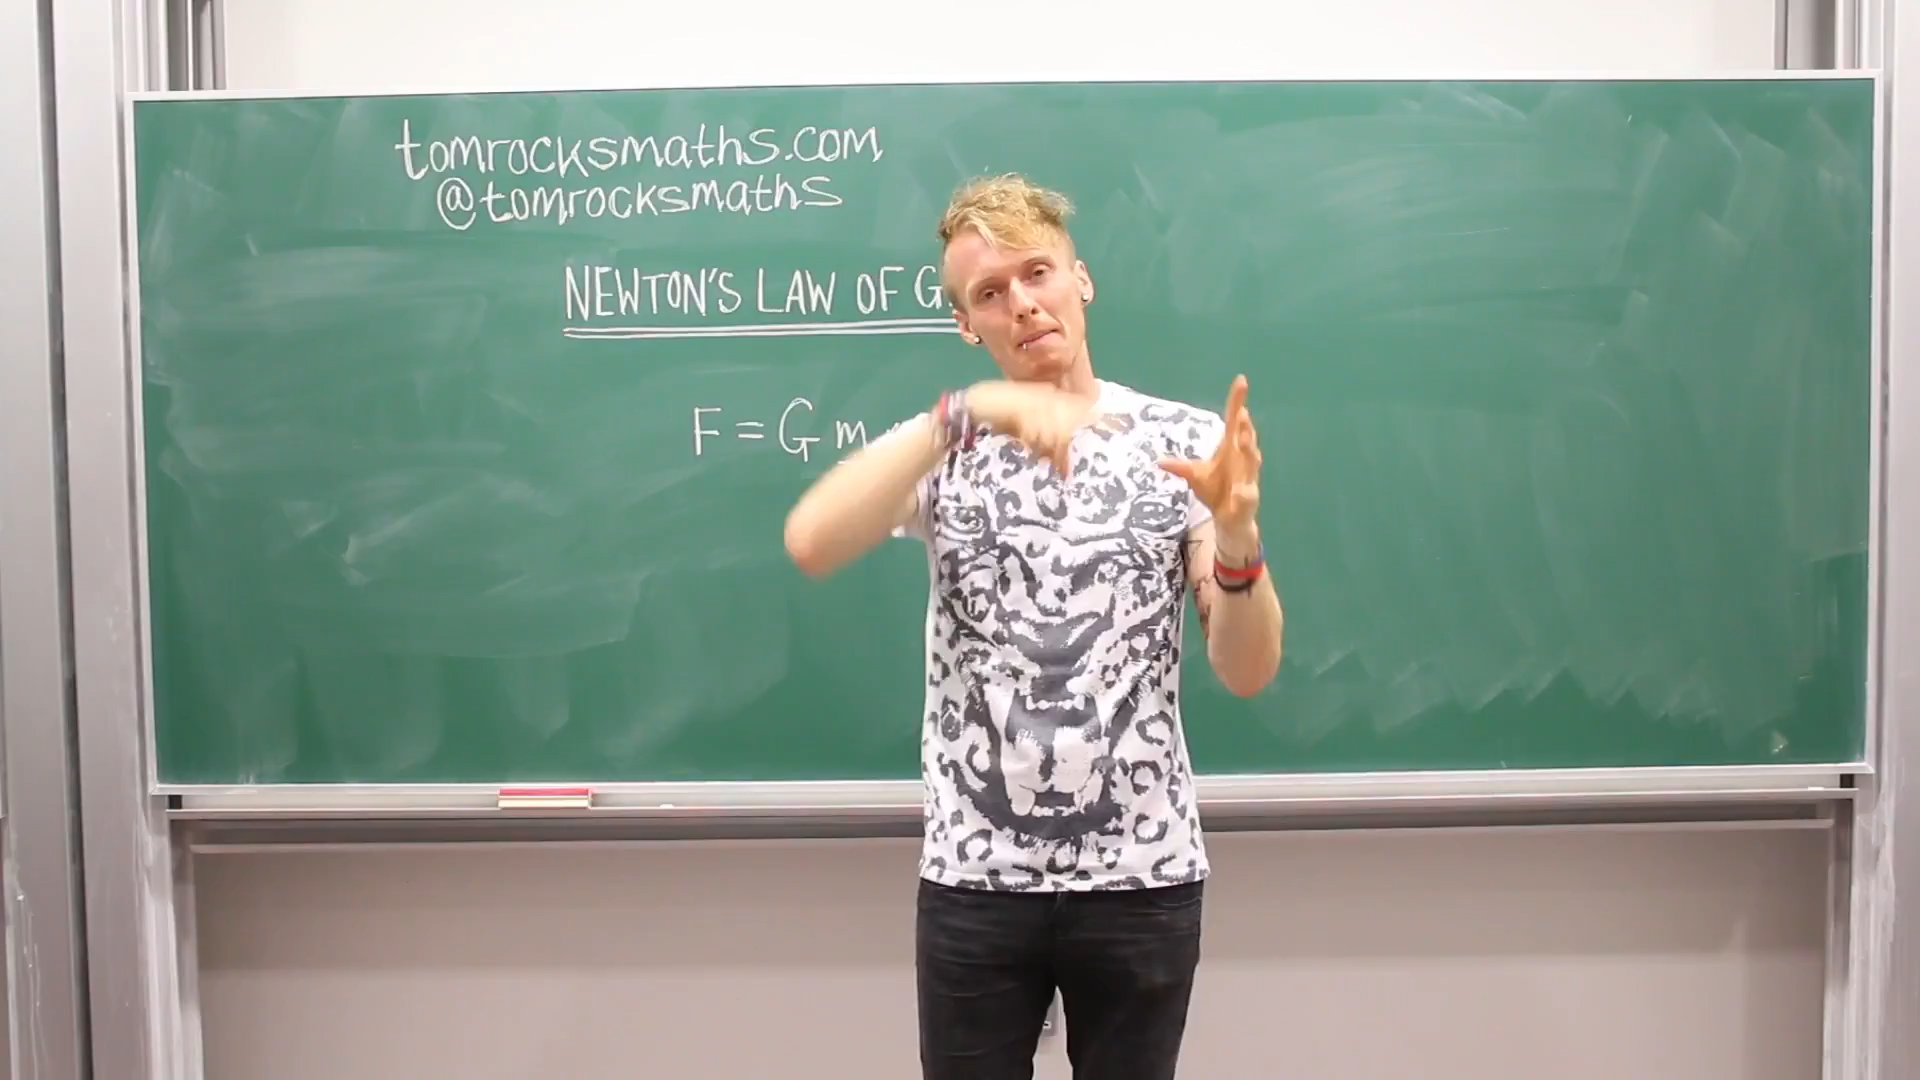 tomrocksmaths.com
@tomrocksmaths
NEWTON'S LAW OF G
F = G m